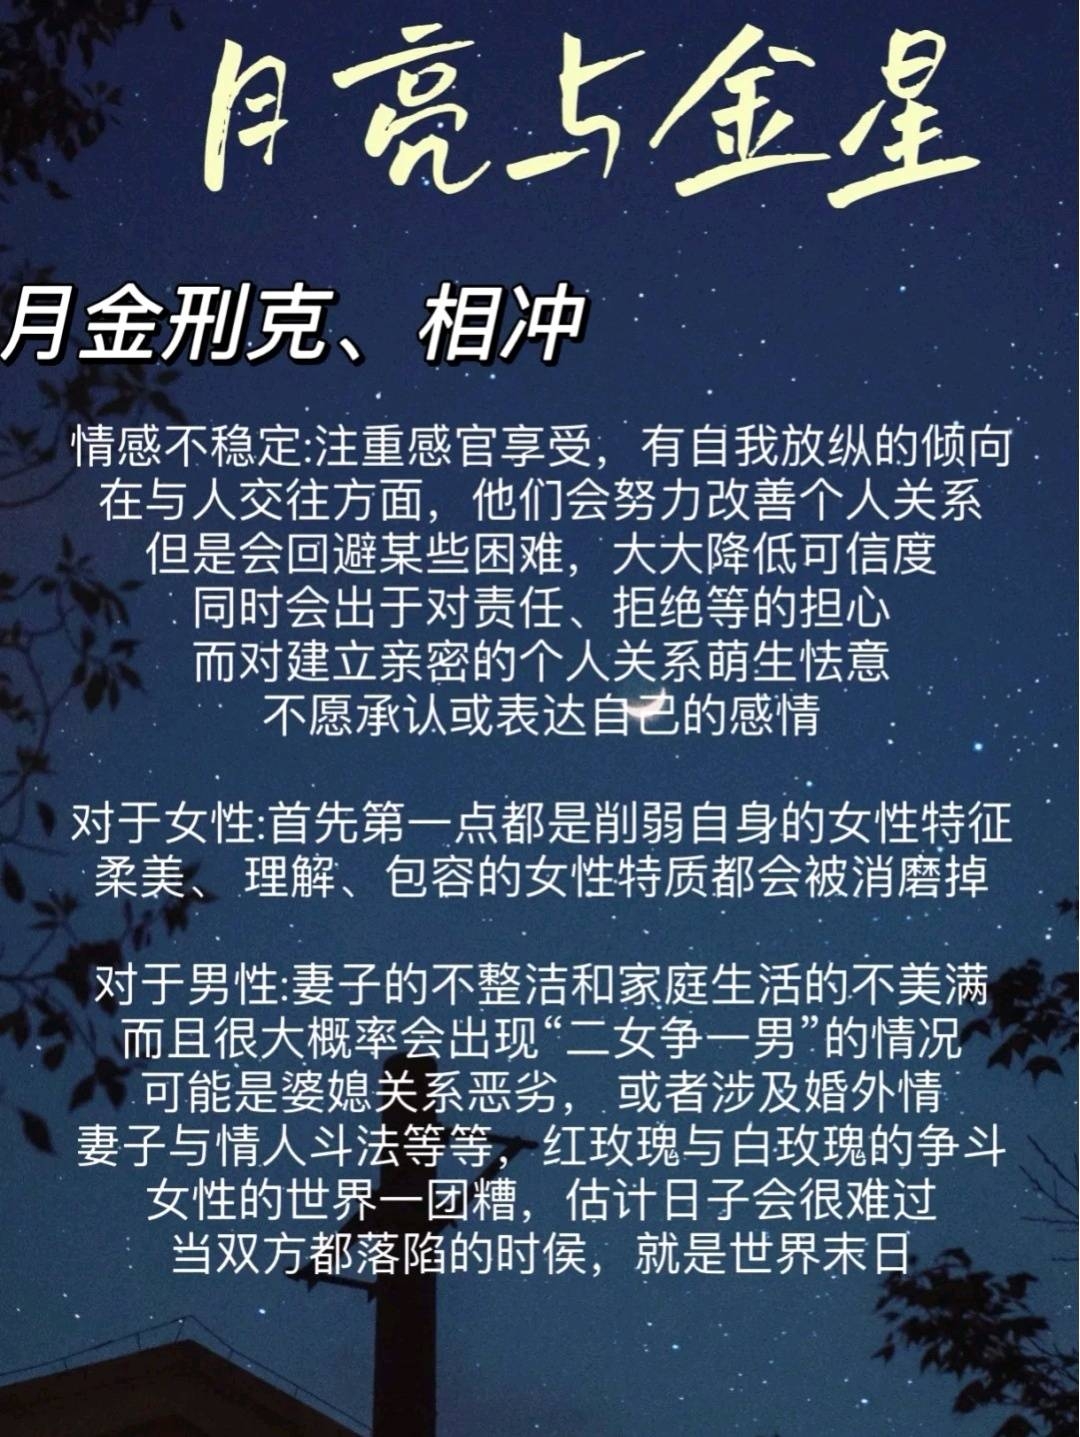 月亮与金星
月金刑克、相冲
情感不稳定:注重感官享受，有自我放纵的倾向
在与人交往方面，他们会努力改善个人关系
但是会回避某些困难，大大降低可信度
同时会出于对责任、拒绝等的担心
而对建立亲密的个人关系萌生怯意
不愿承认或表达自己的感情
对于女性:首先第一点都是削弱自身的女性特征
柔美、理解、包容的女性特质都会被消磨掉
对于男性:妻子的不整洁和家庭生活的不美满
而且很大概率会出现“二女争一男”的情况
可能是婆媳关系恶劣，或者涉及婚外情
妻子与情人斗法等等，红玫瑰与白玫瑰的争斗
女性的世界一团糟，估计日子会很难过
当双方都落陷的时侯，就是世界末日